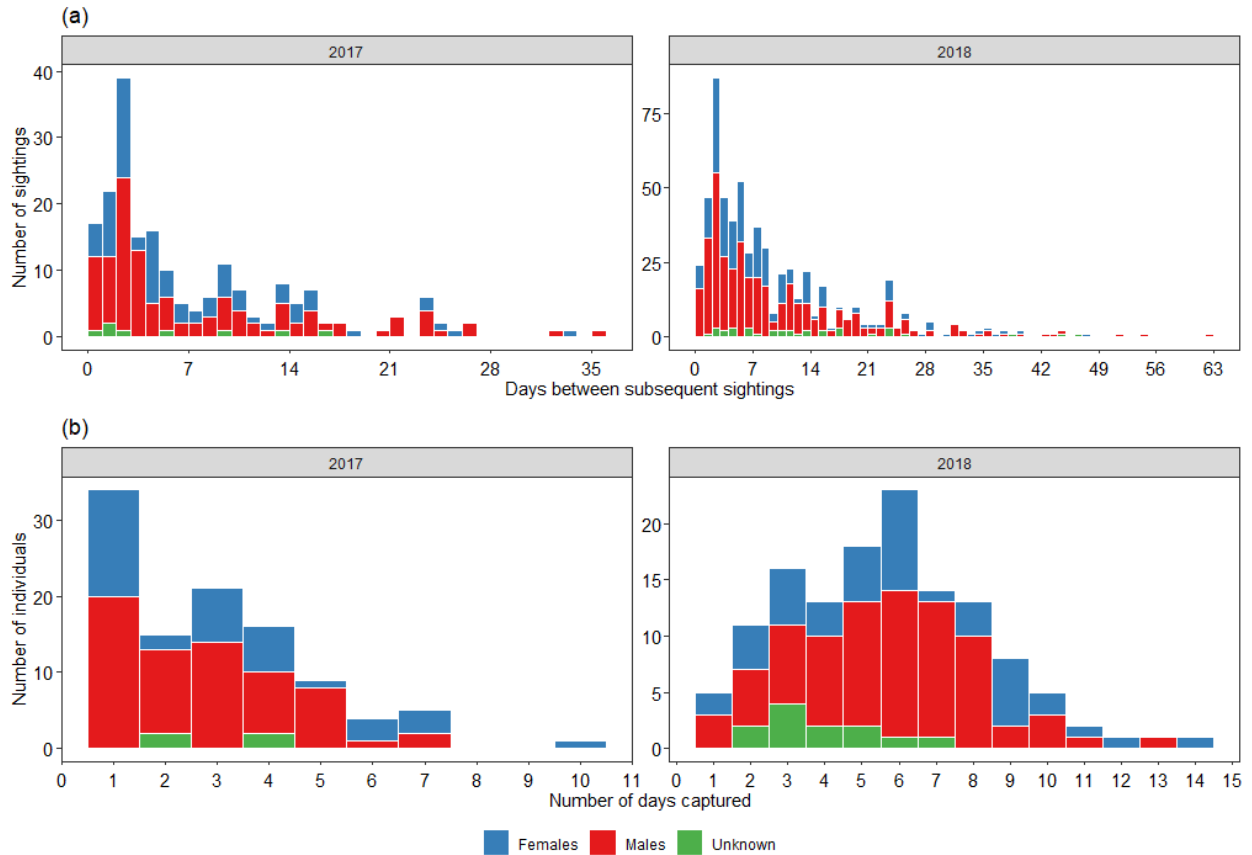 (a)
2017
2018
Number of sightings
40
30
20
10
0
75
50
25
0
0 7 14 21 28 35
0 7 14 21 28 35 42 49 56 63
Days between subsequent sightings
(b)
2017
2018
Number of individuals
30
20
10
0
20
15
10
5
0
0 1 2 3 4 5 6 7 8 9 10 11
0 1 2 3 4 5 6 7 8 9 10 11 12 13 14 15
Number of days captured
Females Males Unknown